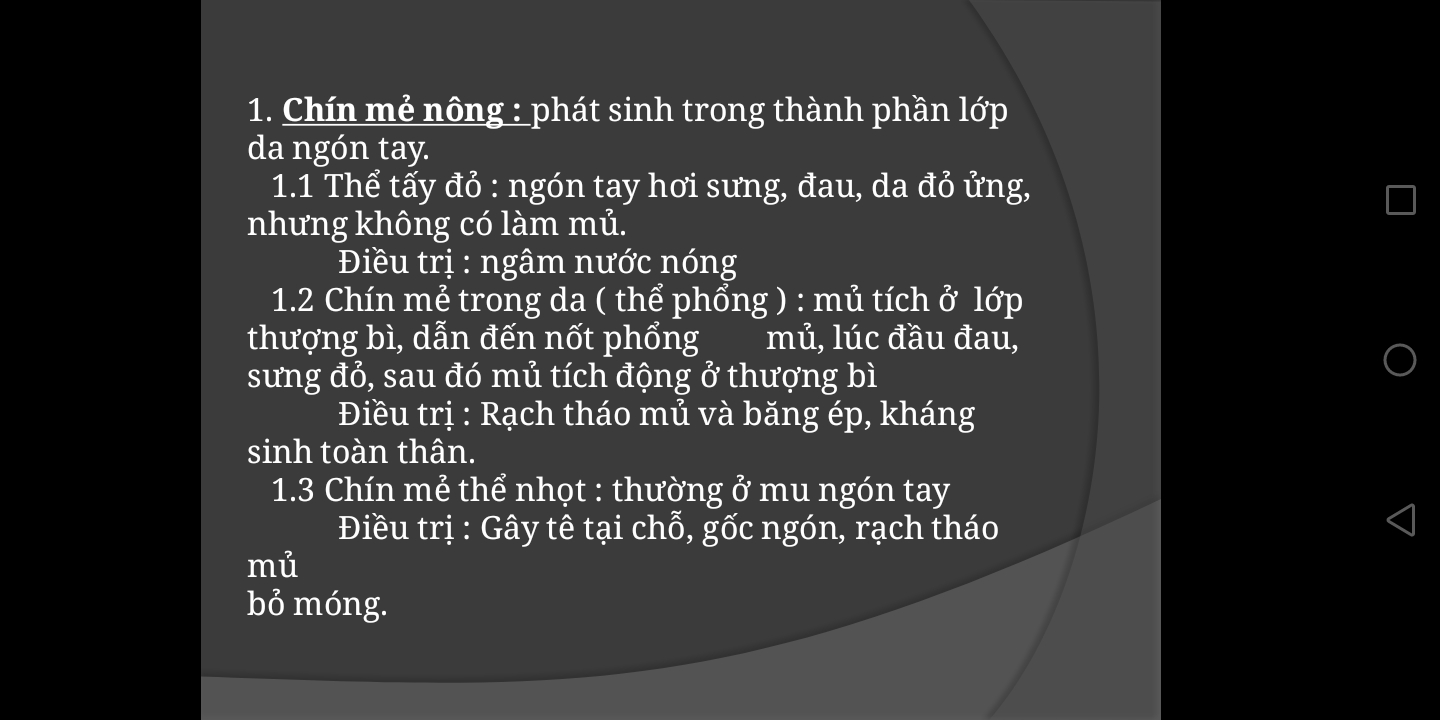 1. Chín mẻ nông : phát sinh trong thành phần lớp
da ngón tay.
1.1 Thể tấy đỏ : ngón tay hơi sưng, đau, da đỏ ửng,
nhưng không có làm mủ.
Điều trị : ngâm nước nóng
1.2 Chín mẻ trong da ( thể phổng ) : mủ tích ở lớp
thượng bì, dẫn đến nốt phổng mủ, lúc đầu đau,
sưng đỏ, sau đó mủ tích động ở thượng bì
Điều trị : Rạch tháo mủ và băng ép, kháng
sinh toàn thân.
1.3 Chín mẻ thể nhọt : thường ở mu ngón tay
Điều trị : Gây tê tại chỗ, gốc ngón, rạch tháo
mủ
bỏ móng.